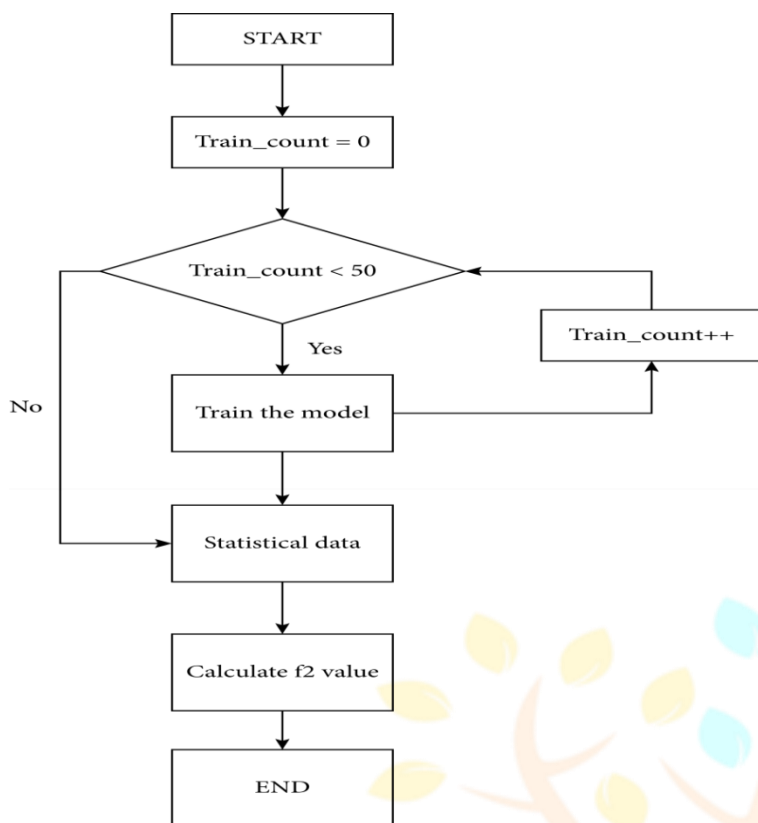 START
Train_count = 0
Train_count < 50
Train_count++
Yes
No
Train the model
Statistical data
Calculate f2 value
END